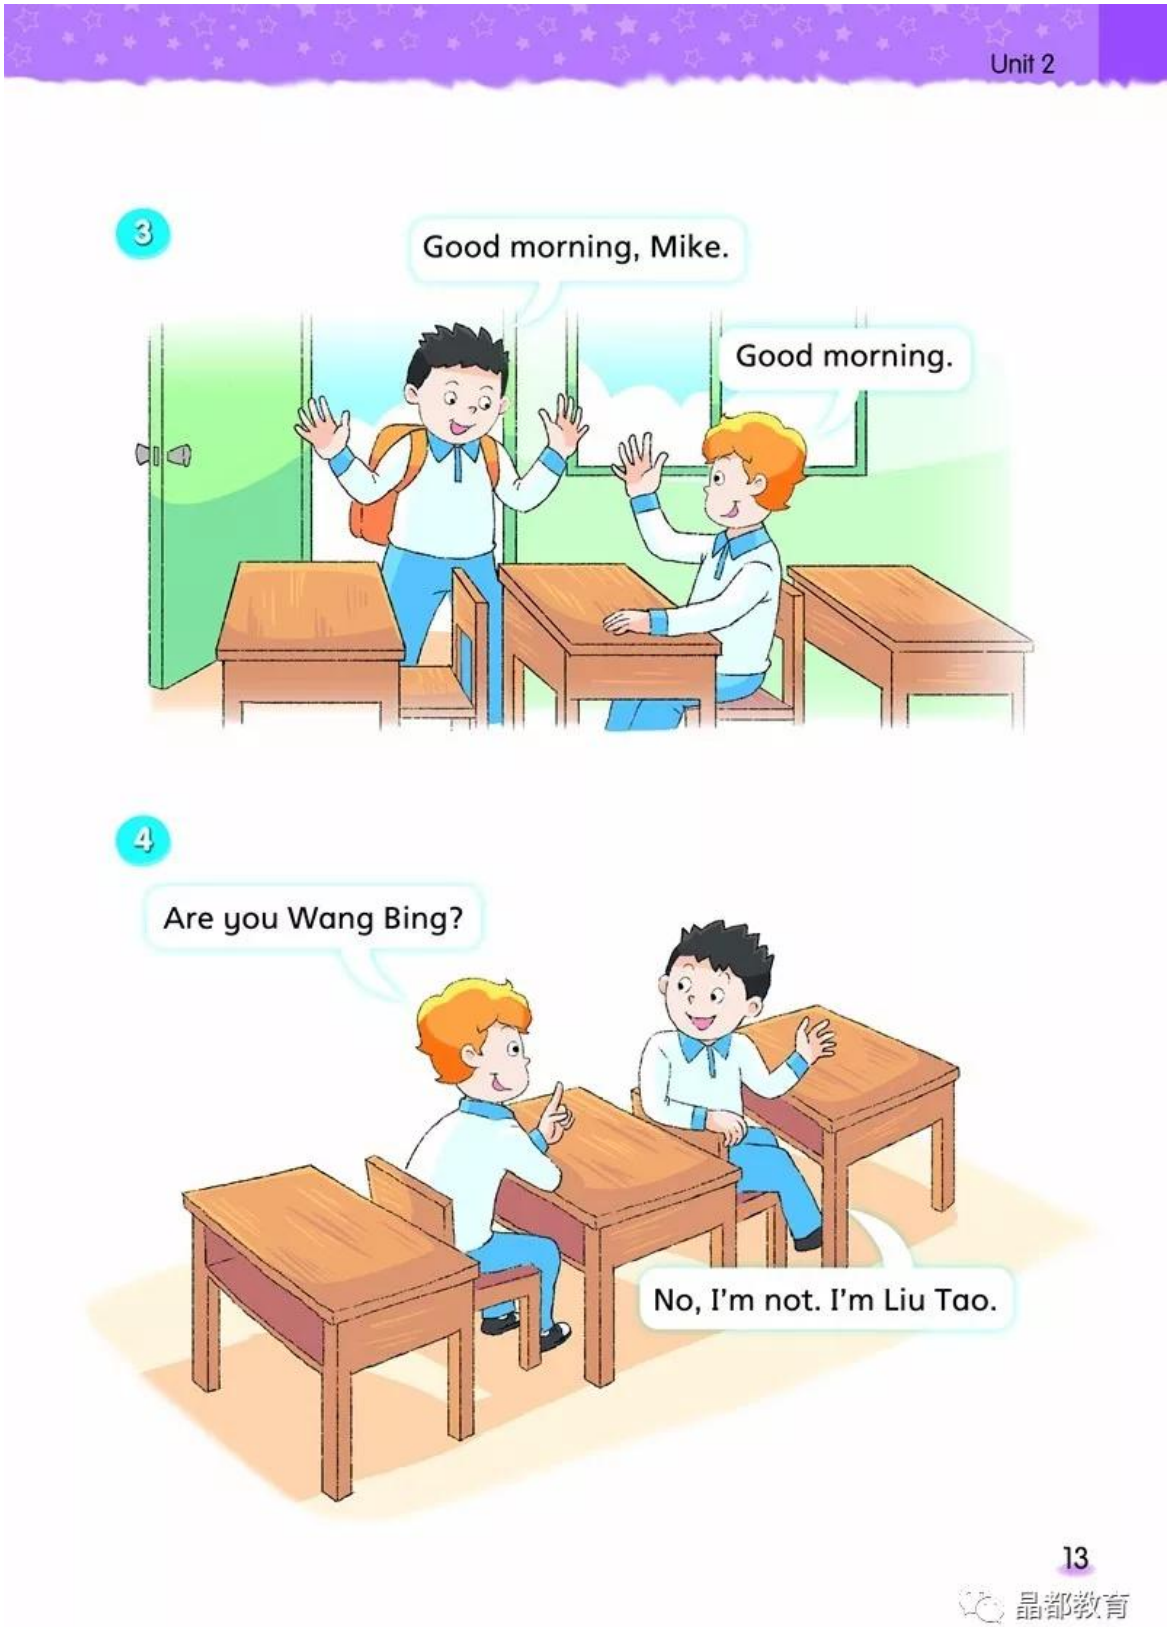 Unit 2
3
Good morning, Mike.
Good morning.
4
Are you Wang Bing?
No, I'm not. I'm Liu Tao.
13
晶都教育